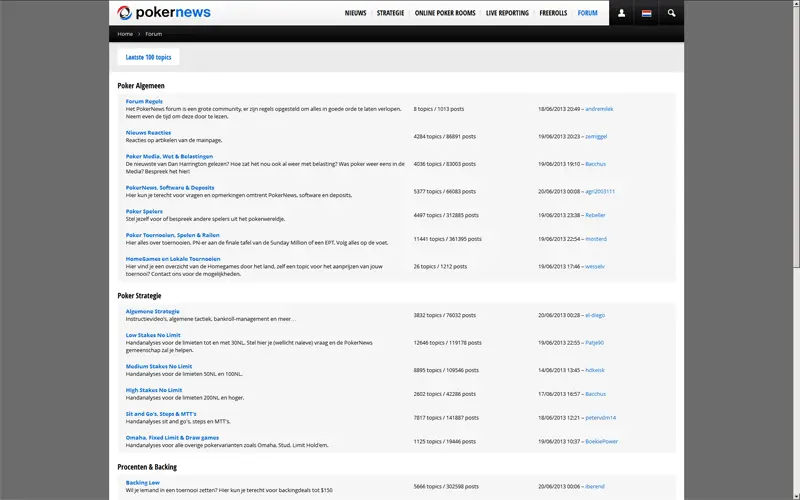 pokernews
NIEUWS STRATEGIE ONLINE POKER ROOMS LIVE REPORTING FREEROLLS FORUM
Home > Forum
Laatste 100 topics
Poker Algemeen
Forum Regels
Het PokerNews forum is een grote community, er zijn regels opgesteld om alles in goede orde te laten verlopen.
Neem even de tijd om deze door te lezen.
8 topics / 1013 posts
18/06/2013 20:49 – andremilek
Nieuws Reacties
Reacties op artikelen van de mainpage.
4284 topics / 86891 posts
19/06/2013 20:23 – zemiggel
Poker Media, Wet & Belastingen
De nieuwste van Dan Harrington gelezen? Hoe zat het nou ook al weer met belasting? Was poker weer eens in de
Media? Bespreek het hier!
4036 topics / 83003 posts
19/06/2013 19:10 – Bacchus
PokerNews, Software & Deposits
Hier kun je terecht voor vragen en opmerkingen omtrent PokerNews, software en deposits.
5377 topics / 66083 posts
20/06/2013 00:08 – agri2003111
Poker Spelers
Stel jezelf voor of bespreek andere spelers uit het pokerwereldje.
4497 topics / 312885 posts
19/06/2013 23:38 – Rebeller
Poker Toernooien, Spelen & Railen
Hier alles over toernooien, PN-er aan de finale tafel van de Sunday Million of een EPT. Volg alles op de voet.
11441 topics / 361395 posts
19/06/2013 22:54 – mosterd
HomeGames en Lokale Toernooien
Hier vind je een overzicht van de Homegames door het land, zelf een topic voor het aanprijzen van jouw
toernooi? Contact ons voor de mogelijkheden.
26 topics / 1212 posts
19/06/2013 17:46 – wesselv
Poker Strategie
Algemene Strategie
Instructievideo's, algemene tactiek, bankroll-management en meer…
3832 topics / 76032 posts
20/06/2013 00:28 – el-diego
Low Stakes No Limit
Handanalyses voor de limieten tot en met 30NL. Stel hier je (wellicht naïeve) vraag en de PokerNews
gemeenschap zal je helpen.
12646 topics / 119178 posts
19/06/2013 22:55 – Patje90
Medium Stakes No Limit
Handanalyses voor de limieten 50NL en 100NL.
8895 topics / 109546 posts
14/06/2013 13:45 – hdkeisk
High Stakes No Limit
Handanalyses voor de limieten 200NL en hoger.
2602 topics / 42286 posts
17/06/2013 16:57 – Bacchus
Sit and Go's, Steps & MTT's
Handanalyses sit and go's, steps en MTT's.
7817 topics / 141887 posts
18/06/2013 12:21 – petervdm14
Omaha, Fixed Limit & Draw games
Handanalyses voor alle overige pokervarianten zoals Omaha, Stud, Limit Hold'em.
1125 topics / 19446 posts
19/06/2013 10:37 – BoekiePower
Procenten & Backing
Backing Low
Wil je iemand in een toernooi zetten? Hier kun je terecht voor backingdeals tot $150
5666 topics / 302598 posts
20/06/2013 00:06 – iberend